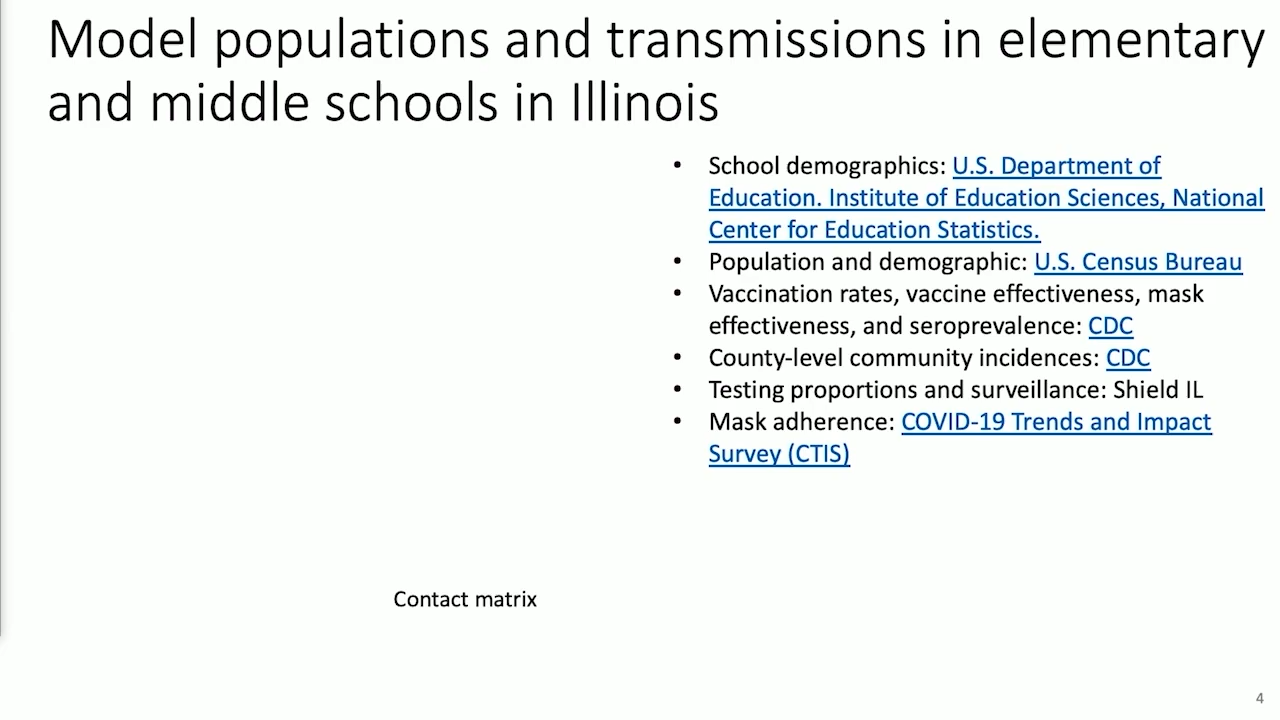 Model populations and transmissions in elementary
and middle schools in Illinois
• School demographics: U.S. Department of
Education. Institute of Education Sciences, National
Center for Education Statistics.
• Population and demographic: U.S. Census Bureau
• Vaccination rates, vaccine effectiveness, mask
effectiveness, and seroprevalence: CDC
• County-level community incidences: CDC
• Testing proportions and surveillance: Shield IL
• Mask adherence: COVID-19 Trends and Impact
Survey (CTIS)
Contact matrix
4